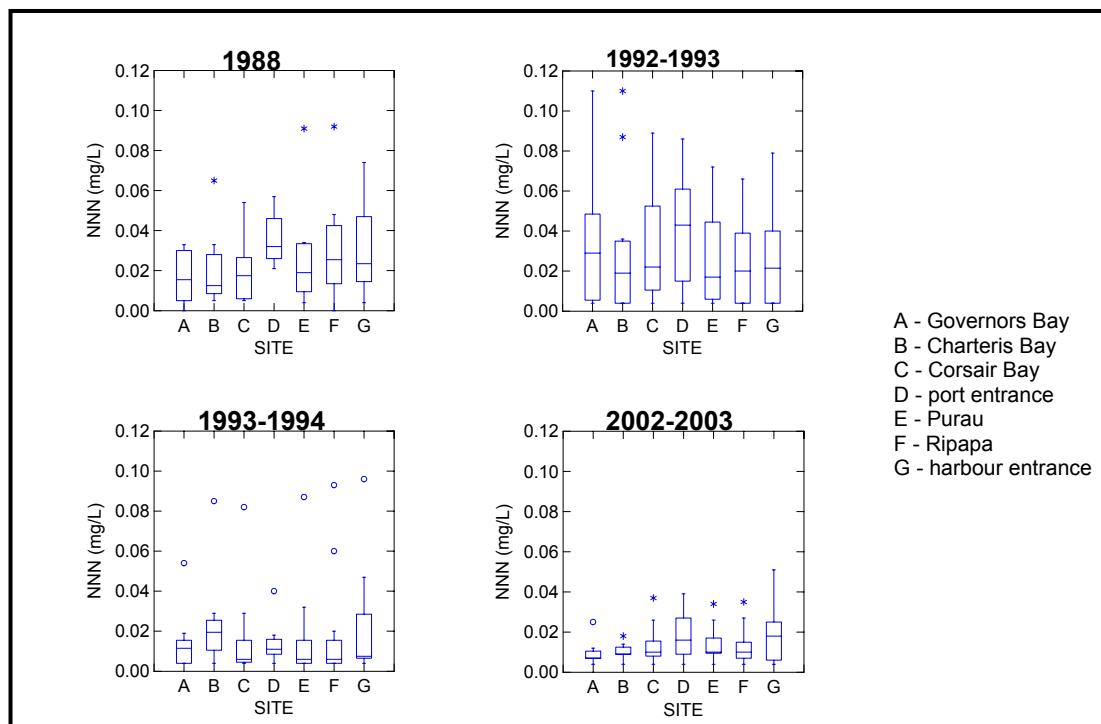 1988
0.12
0.10
0.08
0.06
0.04
0.02
0.00
NNN (mg/L)
A B C D E F G
SITE
1992-1993
0.12
0.10
0.08
0.06
0.04
0.02
0.00
NNN (mg/L)
A B C D E F G
SITE
1993-1994
0.12
0.10
0.08
0.06
0.04
0.02
0.00
NNN (mg/L)
A B C D E F G
SITE
2002-2003
0.12
0.10
0.08
0.06
0.04
0.02
0.00
NNN (mg/L)
A B C D E F G
SITE
A - Governors Bay
B - Charteris Bay
C - Corsair Bay
D - port entrance
E - Purau
F - Ripapa
G - harbour entrance